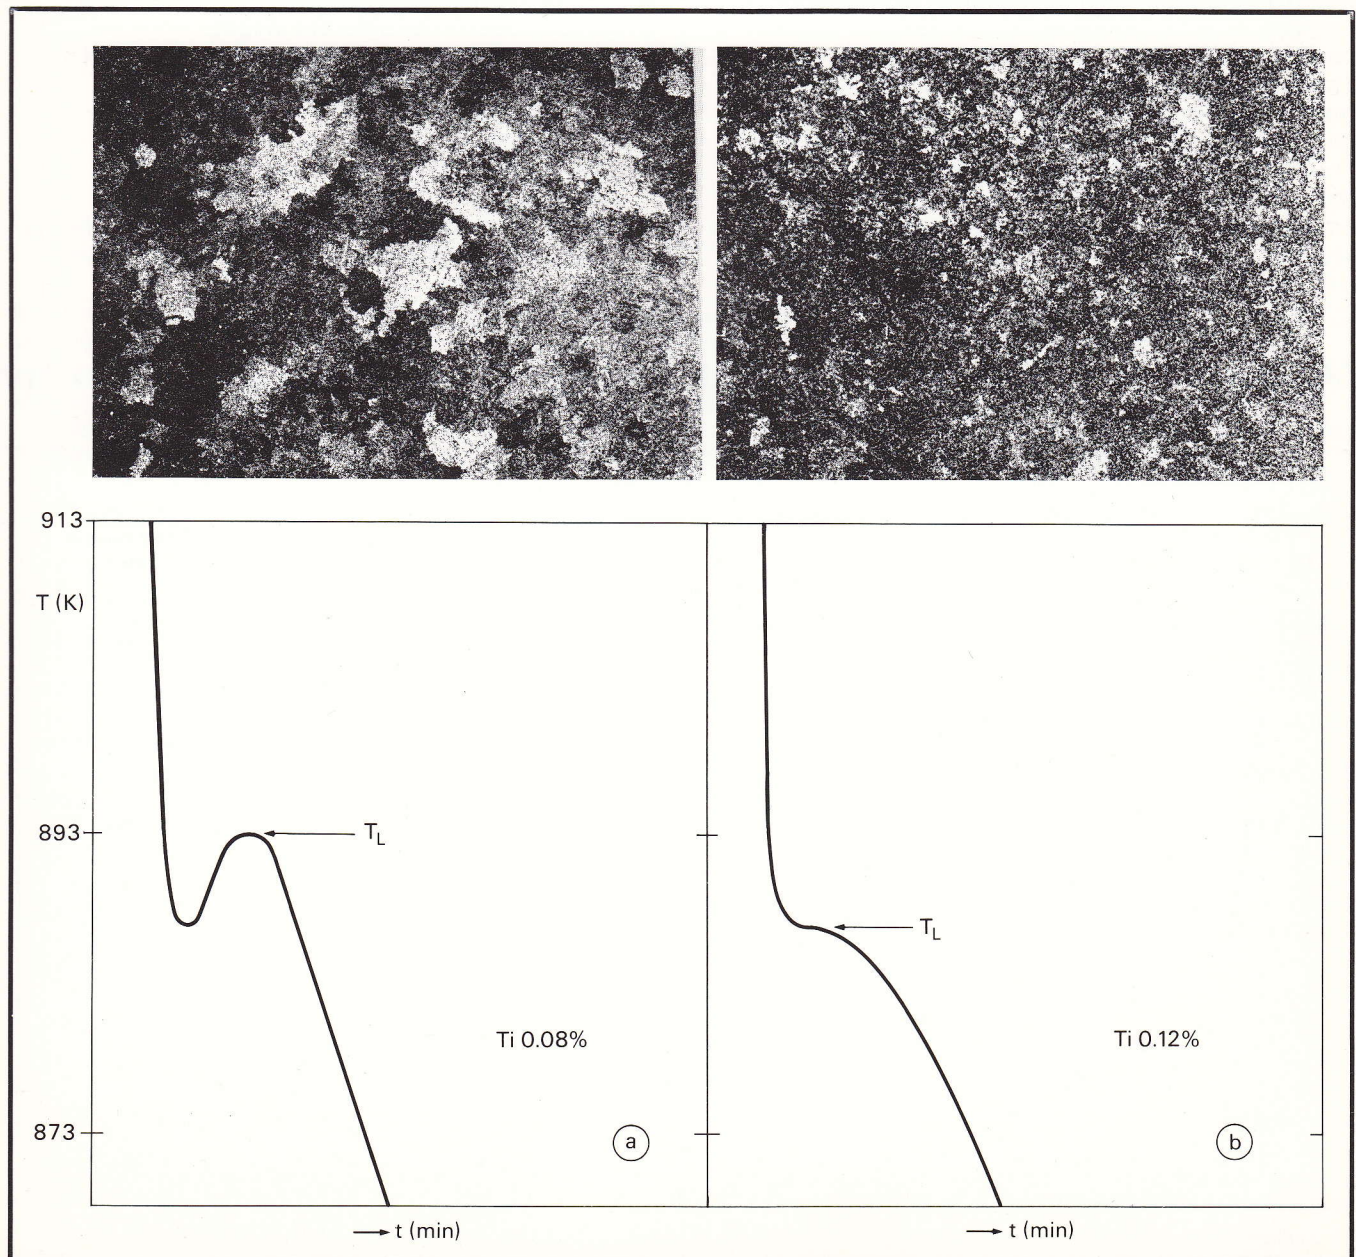 913
T (K)
893
T_L
T_L
Ti 0.08%
Ti 0.12%
873
a
b
→ t (min)
→ t (min)